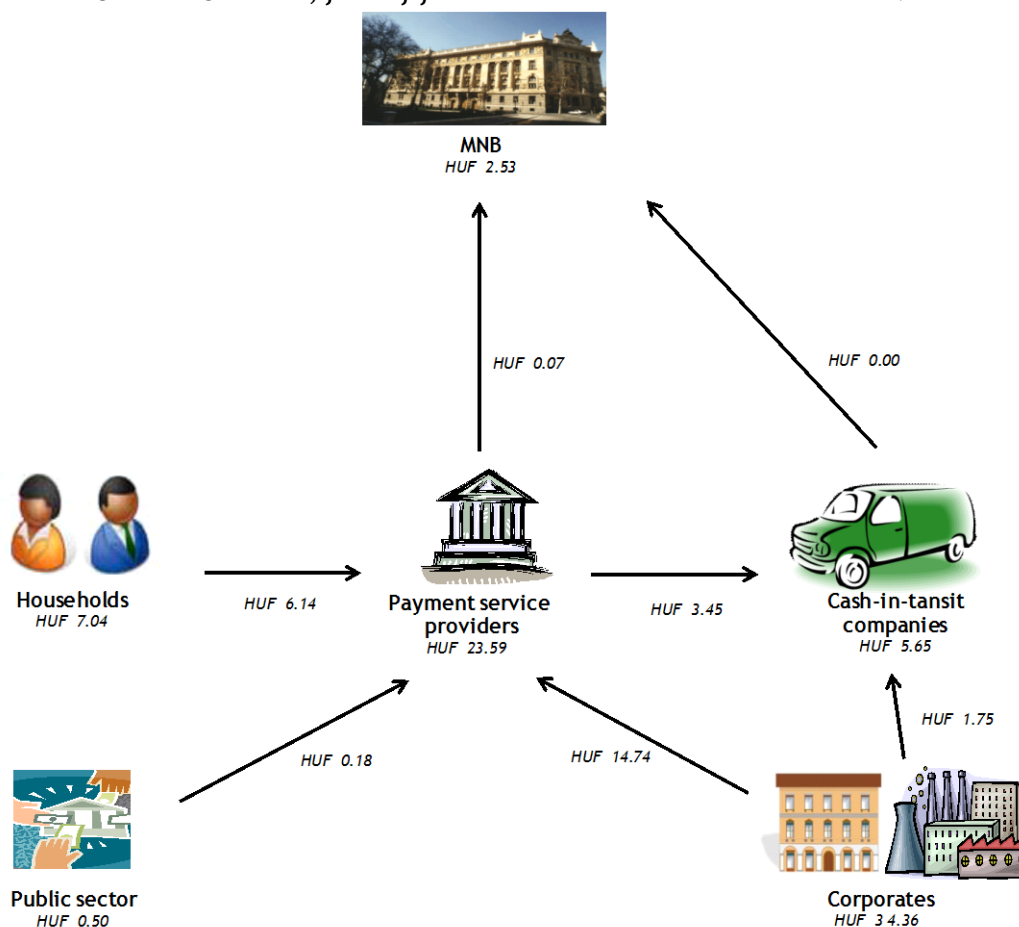 MNB
HUF 2.53
HUF 0.07
HUF 0.00
Households
HUF 7.04
HUF 6.14
Payment service
providers
HUF 23.59
HUF 3.45
Cash-in-tansit
companies
HUF 5.65
HUF 1.75
HUF 0.18
HUF 14.74
Public sector
HUF 0.50
Corporates
HUF 3 4.36